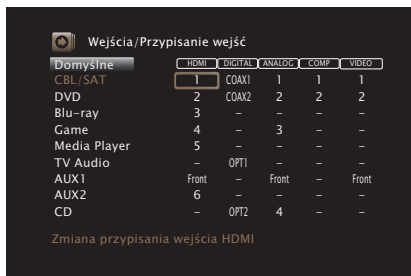 Wejścia/Przypisanie wejść
Domyślne HDMI DIGITAL ANALOG COMP VIDEO
CBL/SAT 1 COAX1 1 1 1
DVD 2 COAX2 2 2 2
Blu-ray 3 – – – –
Game 4 – 3 – –
Media Player 5 – – – –
TV Audio – OPT1 – – –
AUX1 Front – Front – Front
AUX2 6 – – – –
CD – OPT2 4 – –
Zmiana przypisania wejścia HDMI